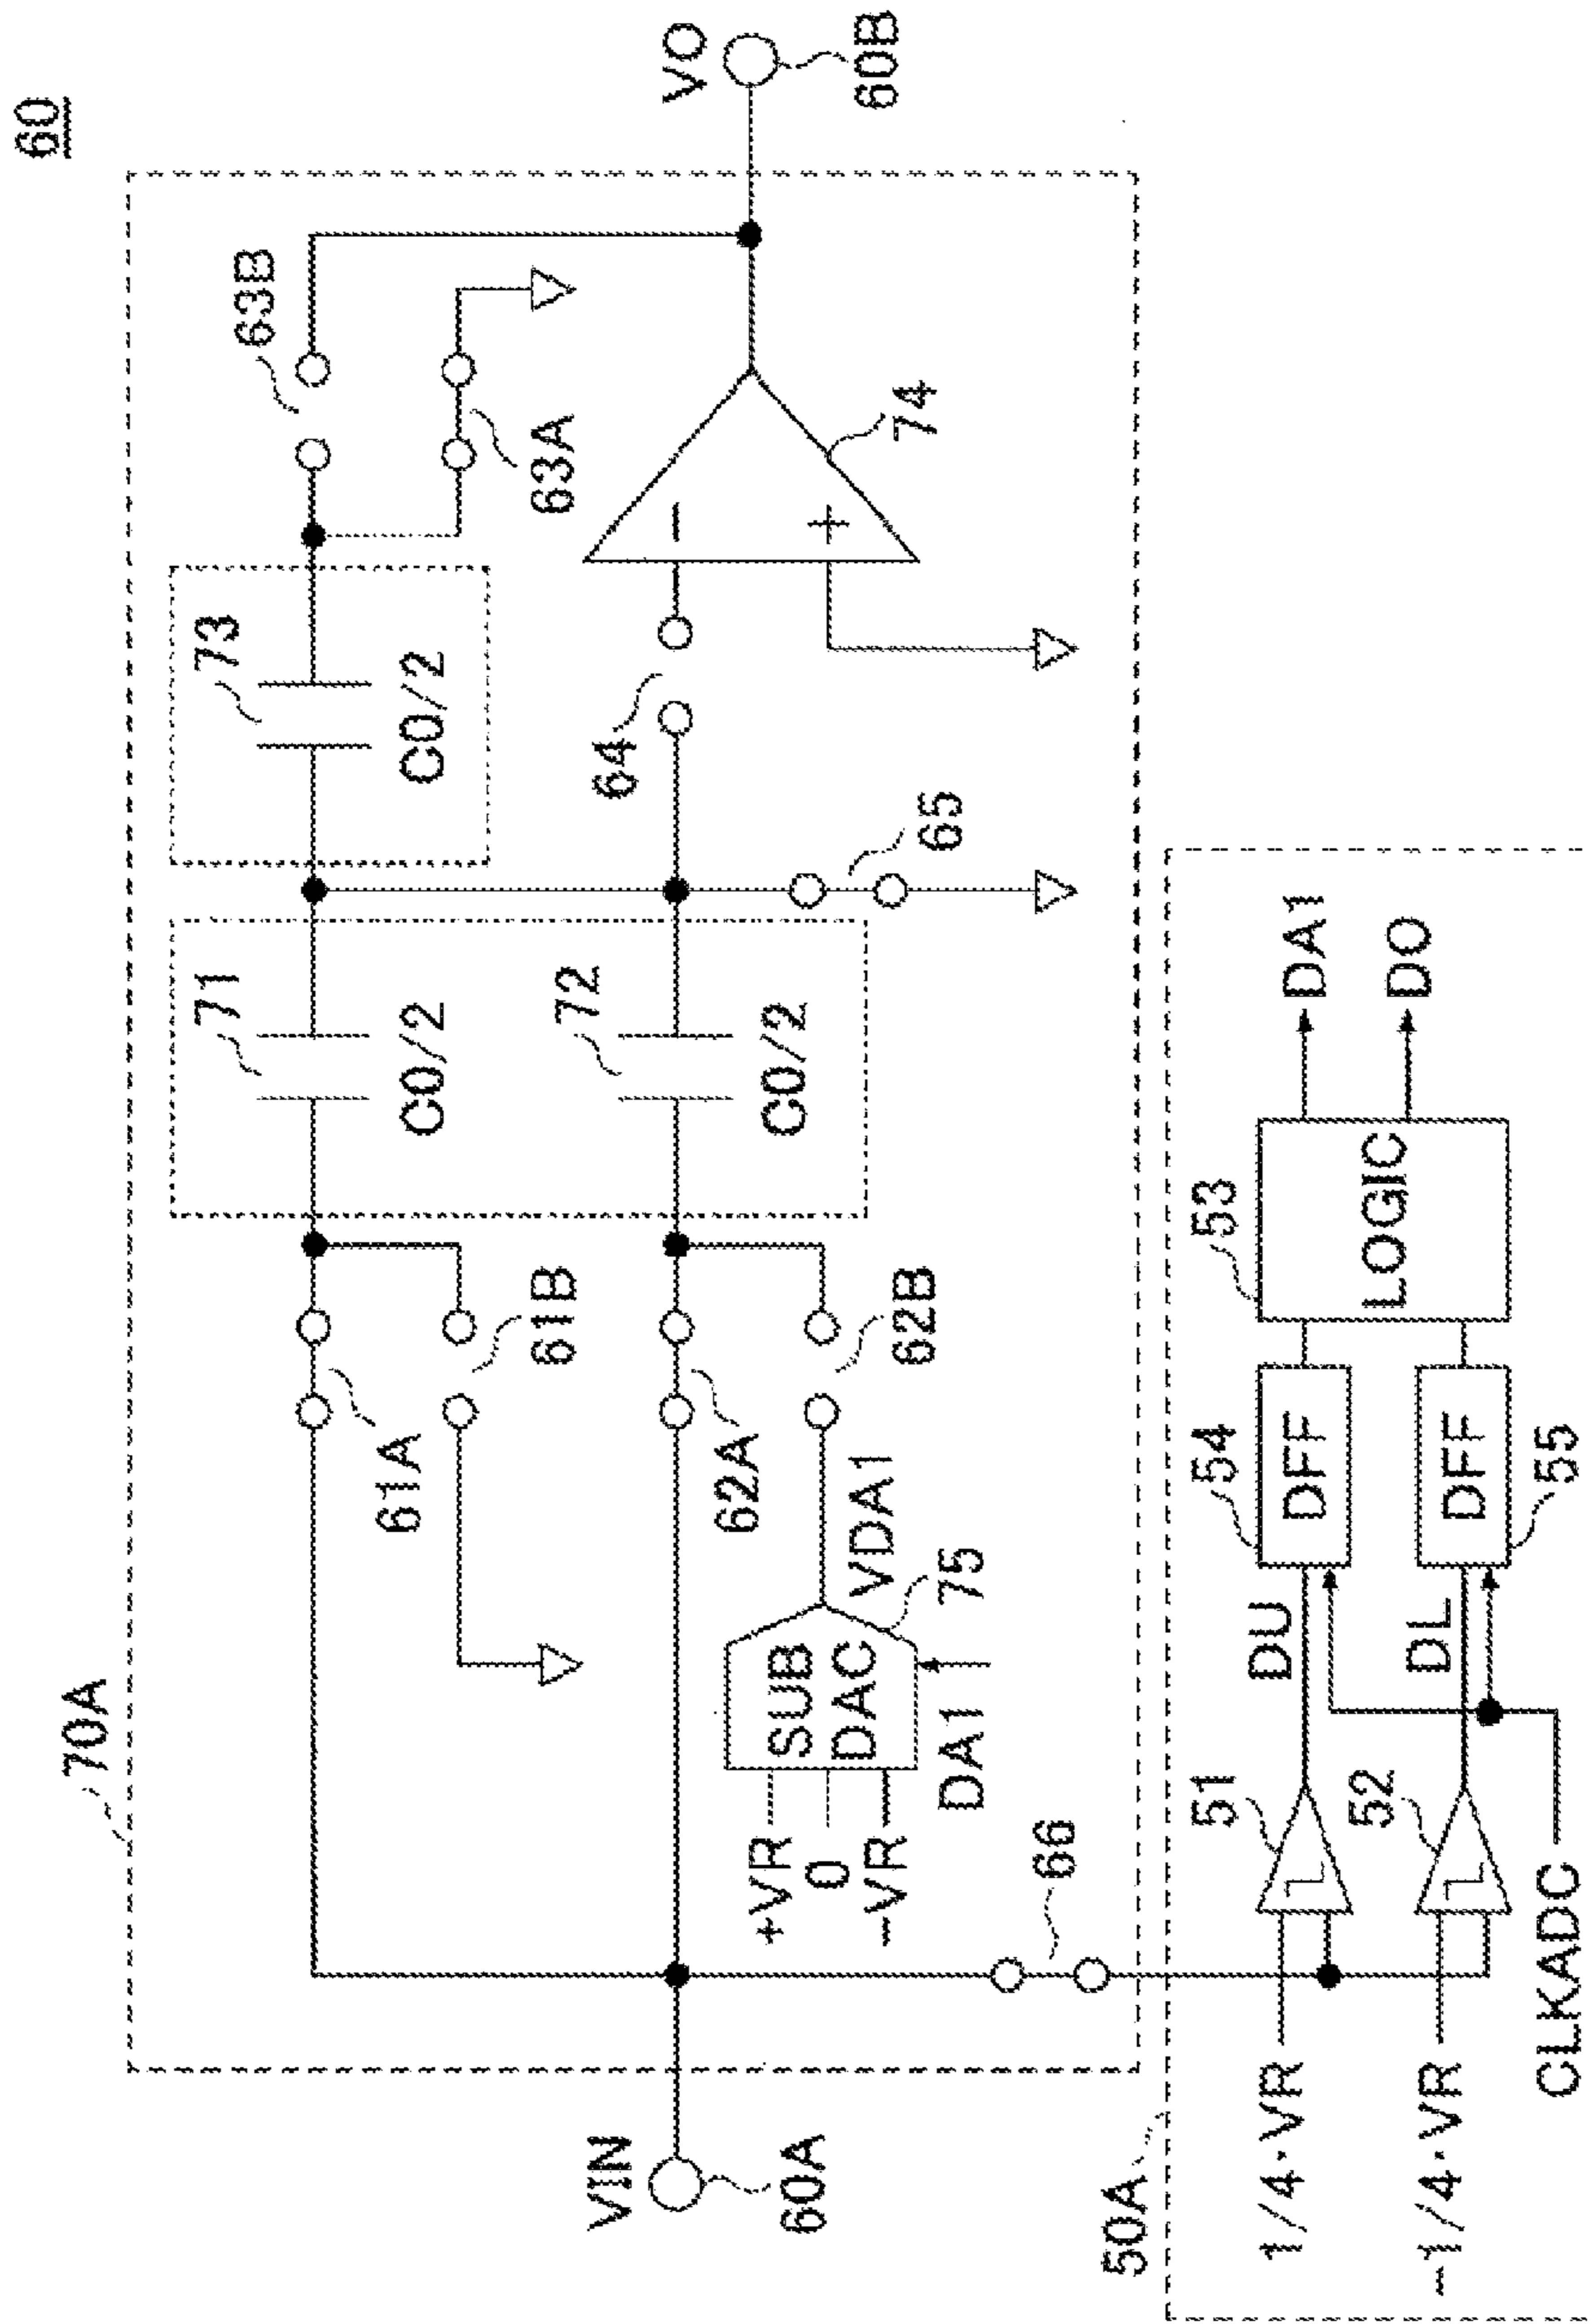 60
70A
63B
73
C0/2
63A
VO
60B
71
C0/2
61A
61B
64
74
−
+
72
C0/2
62A
62B
65
VDA1
75
SUB
DAC
+VR
0
−VR
DA1
VIN
60A
66
50A
1/4·VR
−1/4·VR
51
52
DU
DL
54
DFF
DFF
55
53
LOGIC
DA1
DO
CLKADC